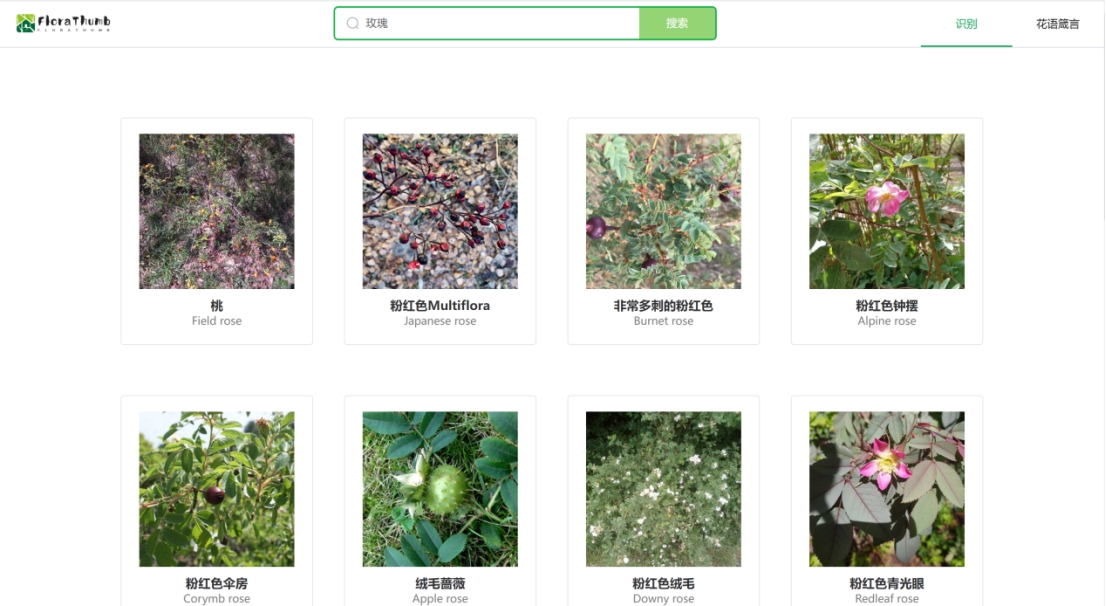 FloraThumb
FLORATHUMB
玫瑰
搜索
识别
花语箴言
桃
Field rose
粉红色Multiflora
Japanese rose
非常多刺的粉红色
Burnet rose
粉红色钟摆
Alpine rose
粉红色伞房
Corymb rose
绒毛蔷薇
Apple rose
粉红色绒毛
Downy rose
粉红色青光眼
Redleaf rose